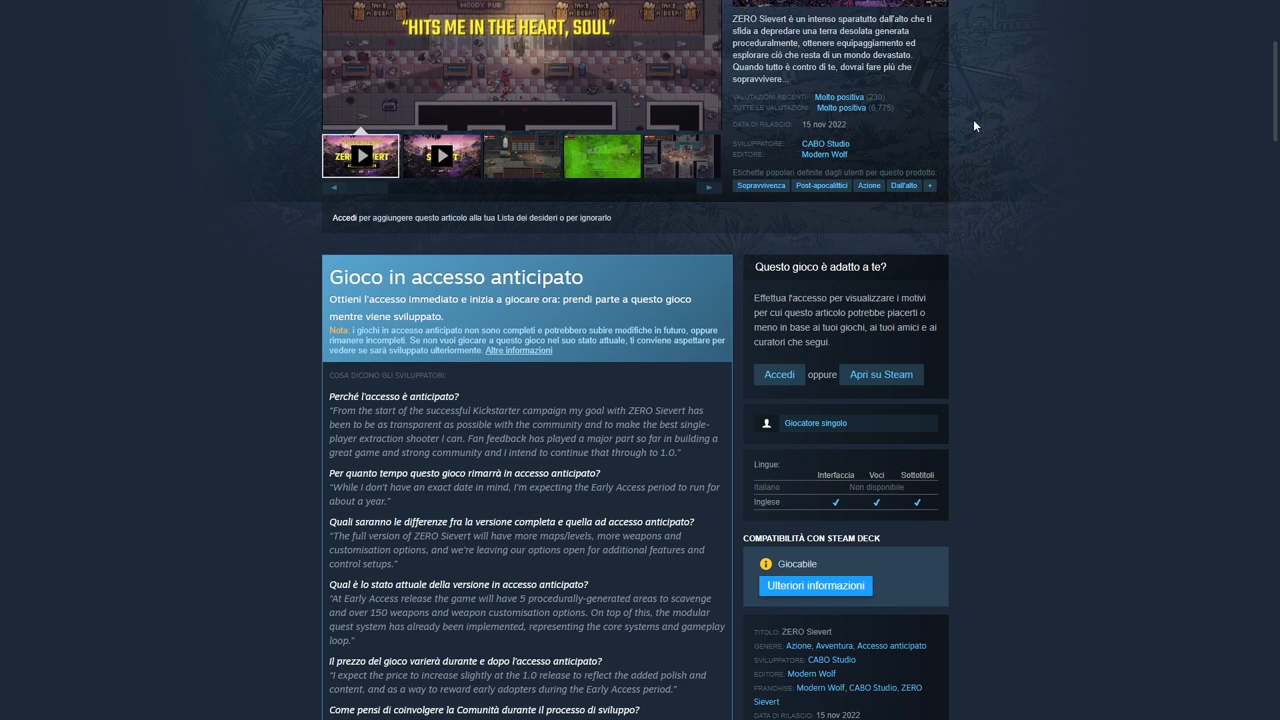 TAKE A BEER!
MOODY PUB
TAKE A BEER!
“HITS ME IN THE HEART, SOUL”
ZERO Sievert è un intenso sparatutto dall'alto che ti
sfida a depredare una terra desolata generata
proceduralmente, ottenere equipaggiamento ed
esplorare ciò che resta di un mondo devastato.
Quando tutto è contro di te, dovrai fare più che
sopravvivere...
VALUTAZIONI RECENTI: Molto positiva (230)
TUTTE LE VALUTAZIONI: Molto positiva (6,775)
DATA DI RILASCIO: 15 nov 2022
SVILUPPATORE: CABO Studio
EDITORE: Modern Wolf
Etichette popolari definite dagli utenti per questo prodotto:
Sopravvivenza Post-apocalittici Azione Dall'alto +
Accedi per aggiungere questo articolo alla tua Lista dei desideri o per ignorarlo
Gioco in accesso anticipato
Ottieni l'accesso immediato e inizia a giocare ora: prendi parte a questo gioco
mentre viene sviluppato.
Nota: i giochi in accesso anticipato non sono completi e potrebbero subire modifiche in futuro, oppure
rimanere incompleti. Se non vuoi giocare a questo gioco nel suo stato attuale, ti conviene aspettare per
vedere se sarà sviluppato ulteriormente. Altre informazioni
COSA DICONO GLI SVILUPPATORI:
Perché l'accesso è anticipato?
“From the start of the successful Kickstarter campaign my goal with ZERO Sievert has
been to be as transparent as possible with the community and to make the best single-
player extraction shooter I can. Fan feedback has played a major part so far in building a
great game and strong community and I intend to continue that through to 1.0.”
Per quanto tempo questo gioco rimarrà in accesso anticipato?
“While I don't have an exact date in mind, I'm expecting the Early Access period to run for
about a year.”
Quali saranno le differenze fra la versione completa e quella ad accesso anticipato?
“The full version of ZERO Sievert will have more maps/levels, more weapons and
customisation options, and we're leaving our options open for additional features and
control setups.”
Qual è lo stato attuale della versione in accesso anticipato?
“At Early Access release the game will have 5 procedurally-generated areas to scavenge
and over 150 weapons and weapon customisation options. On top of this, the modular
quest system has already been implemented, representing the core systems and gameplay
loop.”
Il prezzo del gioco varierà durante e dopo l'accesso anticipato?
“I expect the price to increase slightly at the 1.0 release to reflect the added polish and
content, and as a way to reward early adopters during the Early Access period.”
Come pensi di coinvolgere la Comunità durante il processo di sviluppo?
Questo gioco è adatto a te?
Effettua l'accesso per visualizzare i motivi
per cui questo articolo potrebbe piacerti o
meno in base ai tuoi giochi, ai tuoi amici e ai
curatori che segui.
Accedi oppure Apri su Steam
Giocatore singolo
Lingue:
Interfaccia Voci Sottotitoli
Italiano Non disponibile
Inglese ✔ ✔ ✔
COMPATIBILITÀ CON STEAM DECK
Giocabile
Ulteriori informazioni
TITOLO: ZERO Sievert
GENERE: Azione, Avventura, Accesso anticipato
SVILUPPATORE: CABO Studio
EDITORE: Modern Wolf
FRANCHISE: Modern Wolf, CABO Studio, ZERO
Sievert
DATA DI RILASCIO: 15 nov 2022